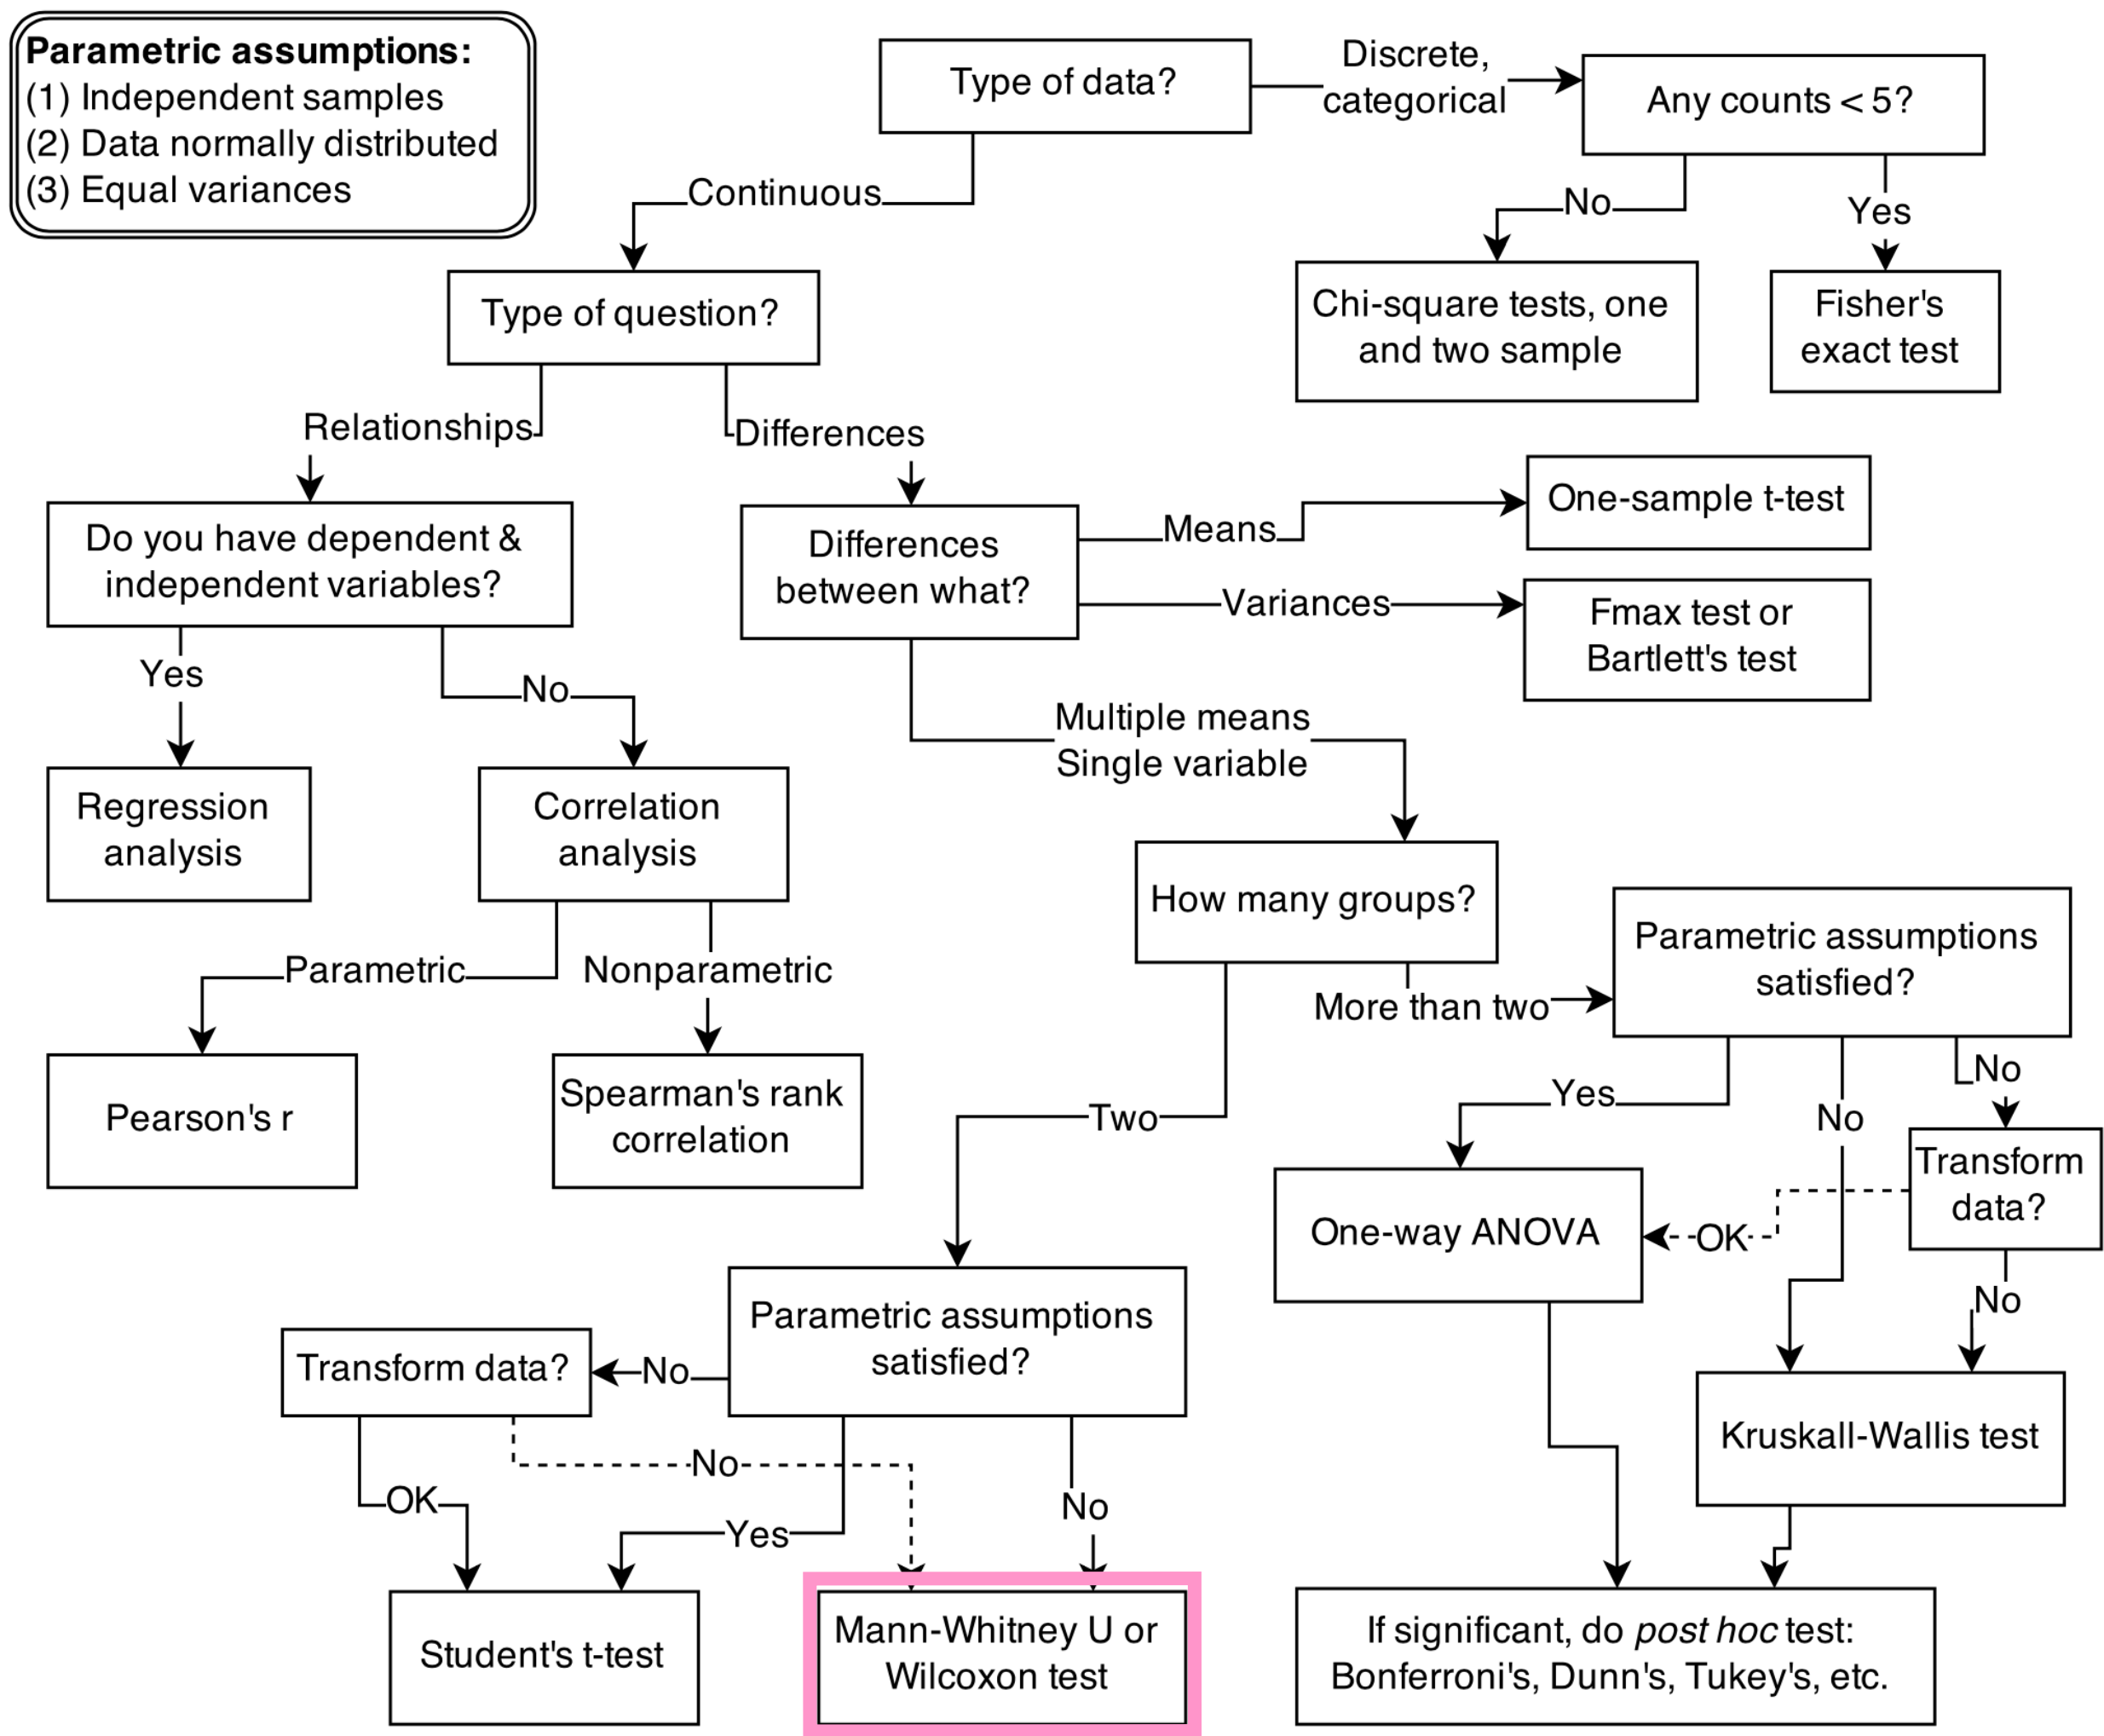 Parametric assumptions:
(1) Independent samples
(2) Data normally distributed
(3) Equal variances
Type of data?
Discrete,
categorical
Any counts < 5?
Continuous
No
Yes
Type of question?
Chi-square tests, one
and two sample
Fisher's
exact test
Relationships
Differences
Do you have dependent &
independent variables?
Differences
between what?
Means
One-sample t-test
Variances
Fmax test or
Bartlett's test
Yes
No
Multiple means
Single variable
Regression
analysis
Correlation
analysis
How many groups?
Parametric
Nonparametric
More than two
Parametric assumptions
satisfied?
Pearson's r
Spearman's rank
correlation
Two
Yes
No
No
Transform
data?
One-way ANOVA
OK
No
Parametric assumptions
satisfied?
Transform data?
No
Kruskall-Wallis test
No
OK
Yes
No
Student's t-test
Mann-Whitney U or
Wilcoxon test
If significant, do post hoc test:
Bonferroni's, Dunn's, Tukey's, etc.